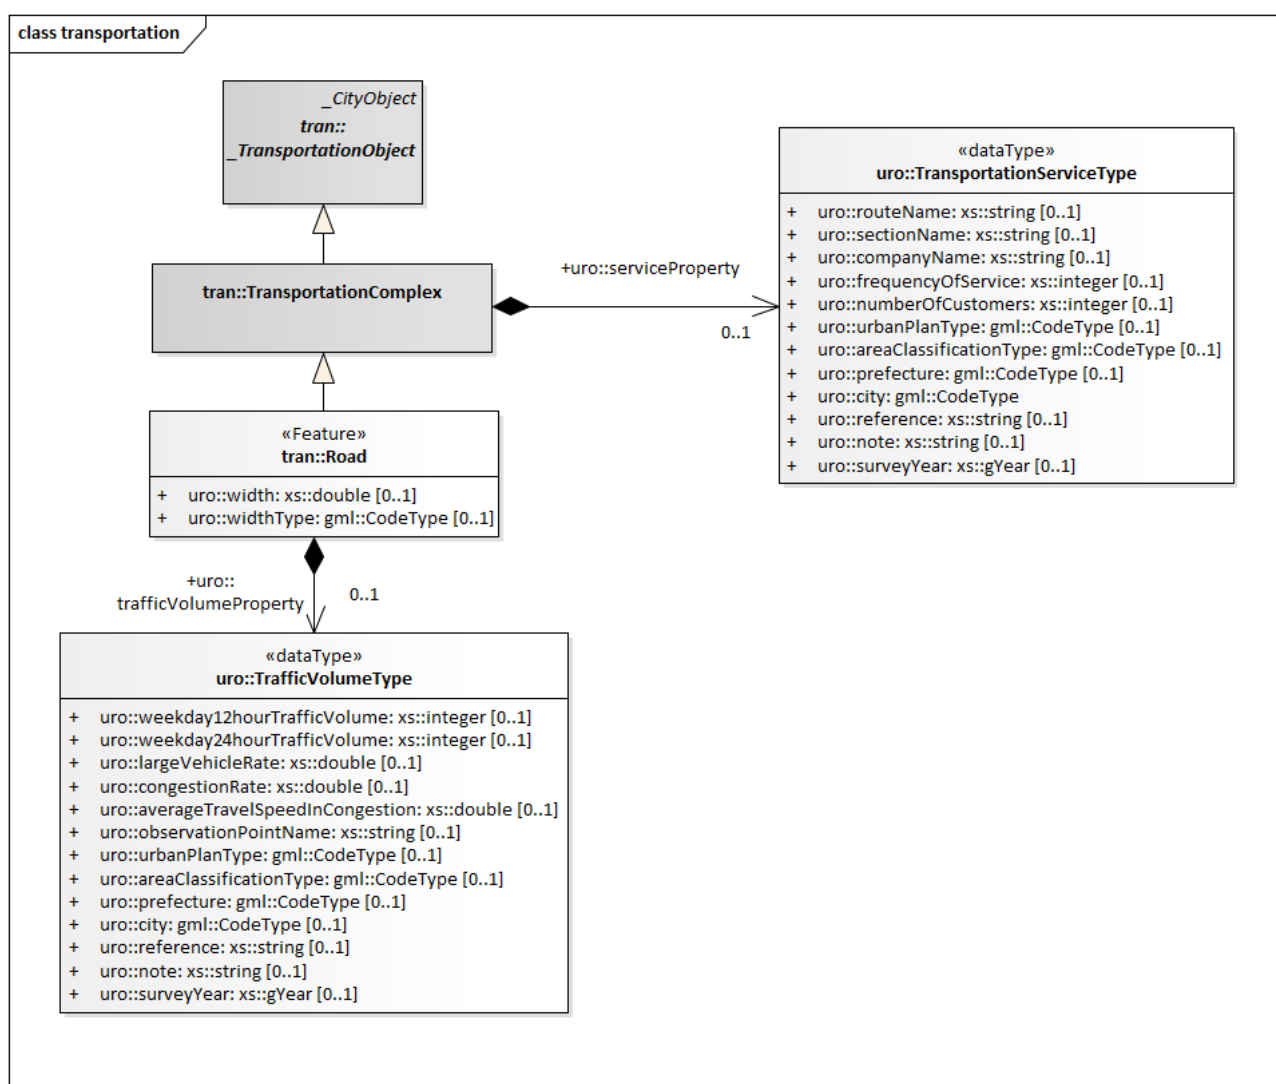 class transportation
_CityObject
tran::
_TransportationObject
tran::TransportationComplex
+uro::serviceProperty
0..1
«dataType»
uro::TransportationServiceType
+ uro::routeName: xs::string [0..1]
+ uro::sectionName: xs::string [0..1]
+ uro::companyName: xs::string [0..1]
+ uro::frequencyOfService: xs::integer [0..1]
+ uro::numberOfCustomers: xs::integer [0..1]
+ uro::urbanPlanType: gml::CodeType [0..1]
+ uro::areaClassificationType: gml::CodeType [0..1]
+ uro::prefecture: gml::CodeType [0..1]
+ uro::city: gml::CodeType
+ uro::reference: xs::string [0..1]
+ uro::note: xs::string [0..1]
+ uro::surveyYear: xs::gYear [0..1]
«Feature»
tran::Road
+ uro::width: xs::double [0..1]
+ uro::widthType: gml::CodeType [0..1]
+uro::
trafficVolumeProperty
0..1
«dataType»
uro::TrafficVolumeType
+ uro::weekday12hourTrafficVolume: xs::integer [0..1]
+ uro::weekday24hourTrafficVolume: xs::integer [0..1]
+ uro::largeVehicleRate: xs::double [0..1]
+ uro::congestionRate: xs::double [0..1]
+ uro::averageTravelSpeedInCongestion: xs::double [0..1]
+ uro::observationPointName: xs::string [0..1]
+ uro::urbanPlanType: gml::CodeType [0..1]
+ uro::areaClassificationType: gml::CodeType [0..1]
+ uro::prefecture: gml::CodeType [0..1]
+ uro::city: gml::CodeType [0..1]
+ uro::reference: xs::string [0..1]
+ uro::note: xs::string [0..1]
+ uro::surveyYear: xs::gYear [0..1]